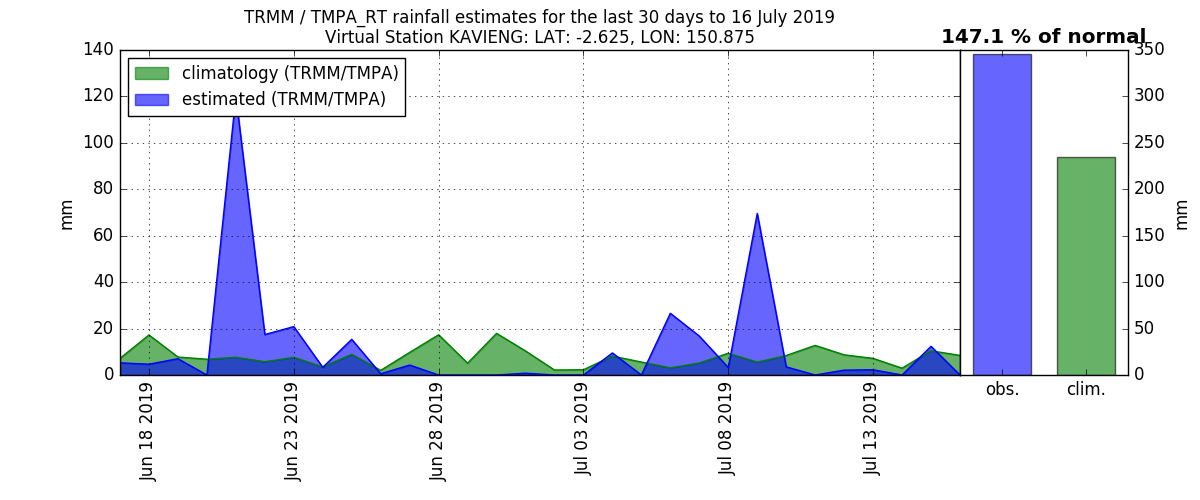 TRMM / TMPA_RT rainfall estimates for the last 30 days to 16 July 2019
Virtual Station KAVIENG: LAT: -2.625, LON: 150.875
147.1 % of normal
climatology (TRMM/TMPA)
estimated (TRMM/TMPA)
140
120
100
80
60
40
20
0
mm
Jun 18 2019
Jun 23 2019
Jun 28 2019
Jul 03 2019
Jul 08 2019
Jul 13 2019
350
300
250
200
150
100
50
0
mm
obs.
clim.